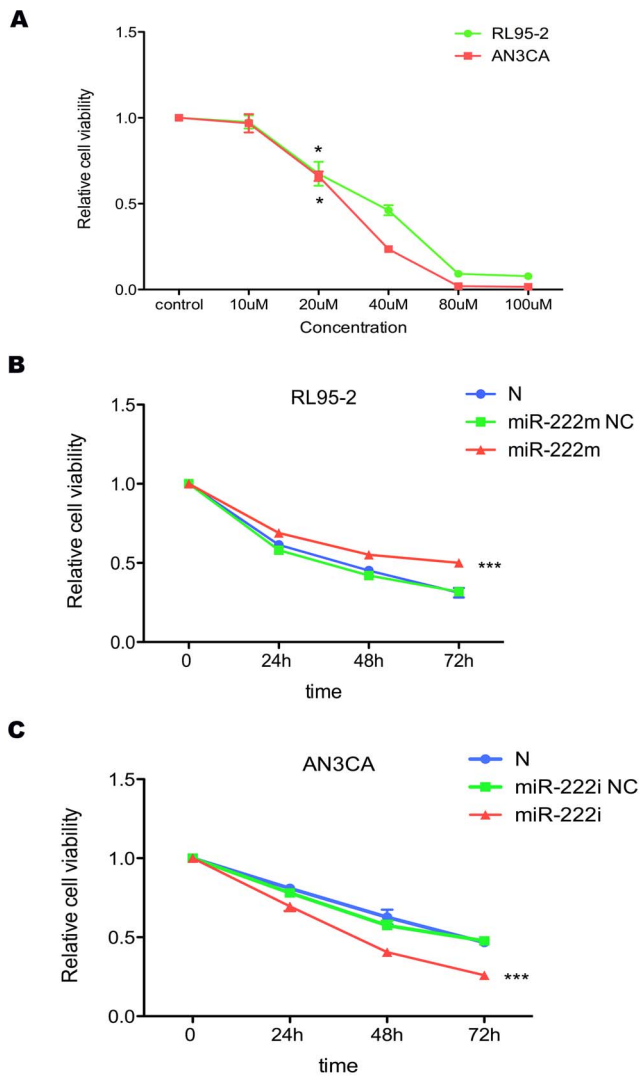 A
RL95-2
AN3CA
Relative cell viability
1.5
1.0
0.5
0.0
*
*
control 10uM 20uM 40uM 80uM 100uM
Concentration
B
RL95-2
N
miR-222m NC
miR-222m
Relative cell viability
1.5
1.0
0.5
0.0
***
0 24h 48h 72h
time
C
AN3CA
N
miR-222i NC
miR-222i
Relative cell viability
1.5
1.0
0.5
0.0
***
0 24h 48h 72h
time